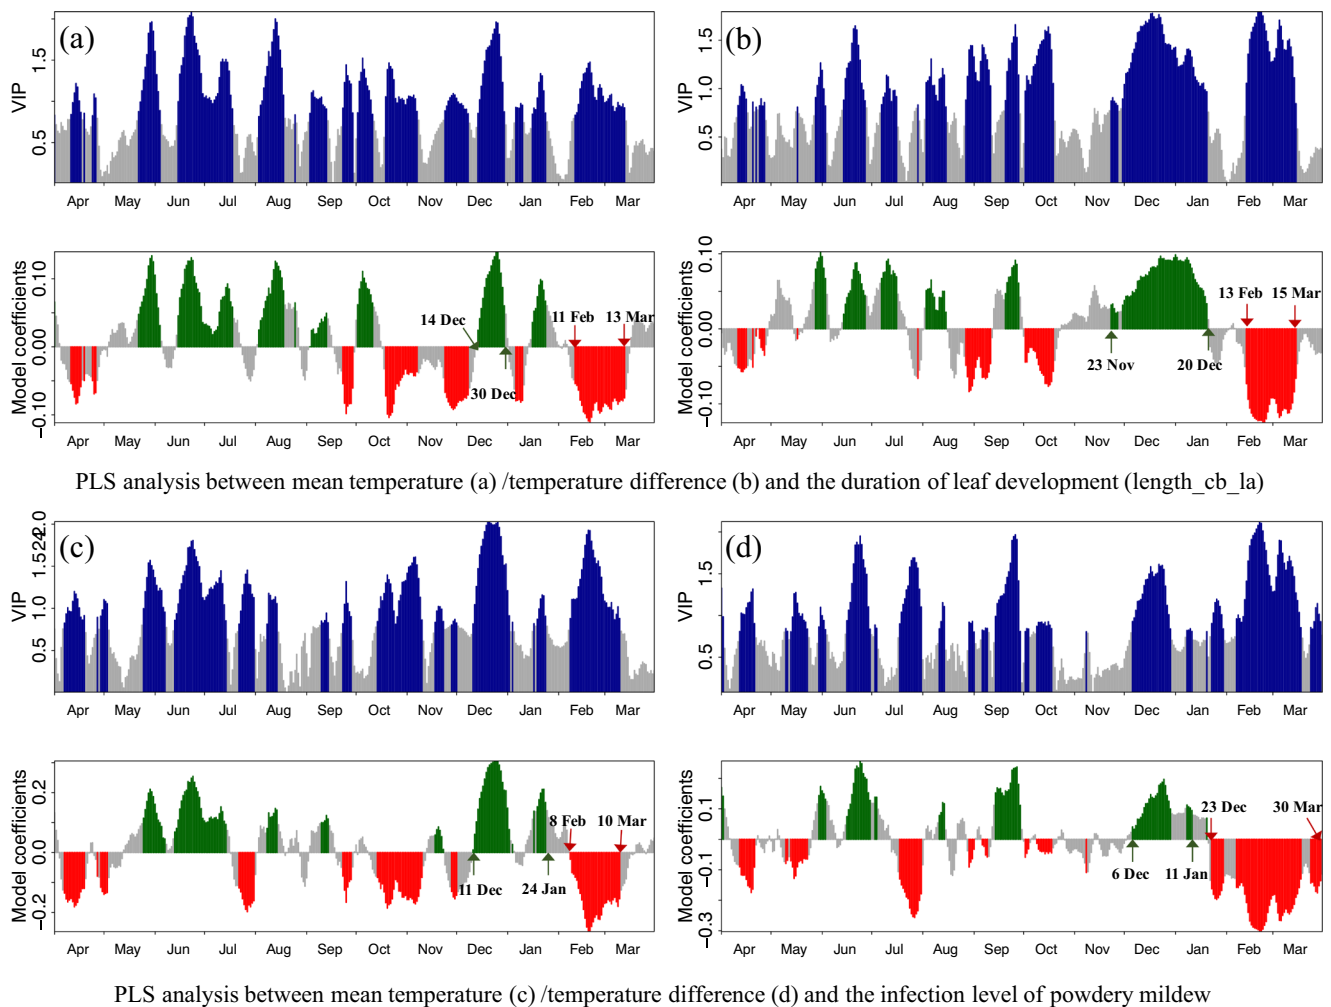 (a)
VIP
0.5
1.5
Apr May Jun Jul Aug Sep Oct Nov Dec Jan Feb Mar
(b)
VIP
0.5
1.0
1.5
Apr May Jun Jul Aug Sep Oct Nov Dec Jan Feb Mar
Model coefficients
−0.10
0.00
0.10
14 Dec
30 Dec
11 Feb
13 Mar
Apr May Jun Jul Aug Sep Oct Nov Dec Jan Feb Mar
Model coefficients
−0.10
0.00
0.10
23 Nov
20 Dec
13 Feb
15 Mar
Apr May Jun Jul Aug Sep Oct Nov Dec Jan Feb Mar
PLS analysis between mean temperature (a) /temperature difference (b) and the duration of leaf development (length_cb_la)
(c)
VIP
0.5
1.0
1.5
2.0
Apr May Jun Jul Aug Sep Oct Nov Dec Jan Feb Mar
(d)
VIP
0.5
1.5
Apr May Jun Jul Aug Sep Oct Nov Dec Jan Feb Mar
Model coefficients
−0.2
0.0
0.2
11 Dec
24 Jan
8 Feb
10 Mar
Apr May Jun Jul Aug Sep Oct Nov Dec Jan Feb Mar
Model coefficients
−0.3
−0.1
0.1
6 Dec
11 Jan
23 Dec
30 Mar
Apr May Jun Jul Aug Sep Oct Nov Dec Jan Feb Mar
PLS analysis between mean temperature (c) /temperature difference (d) and the infection level of powdery mildew